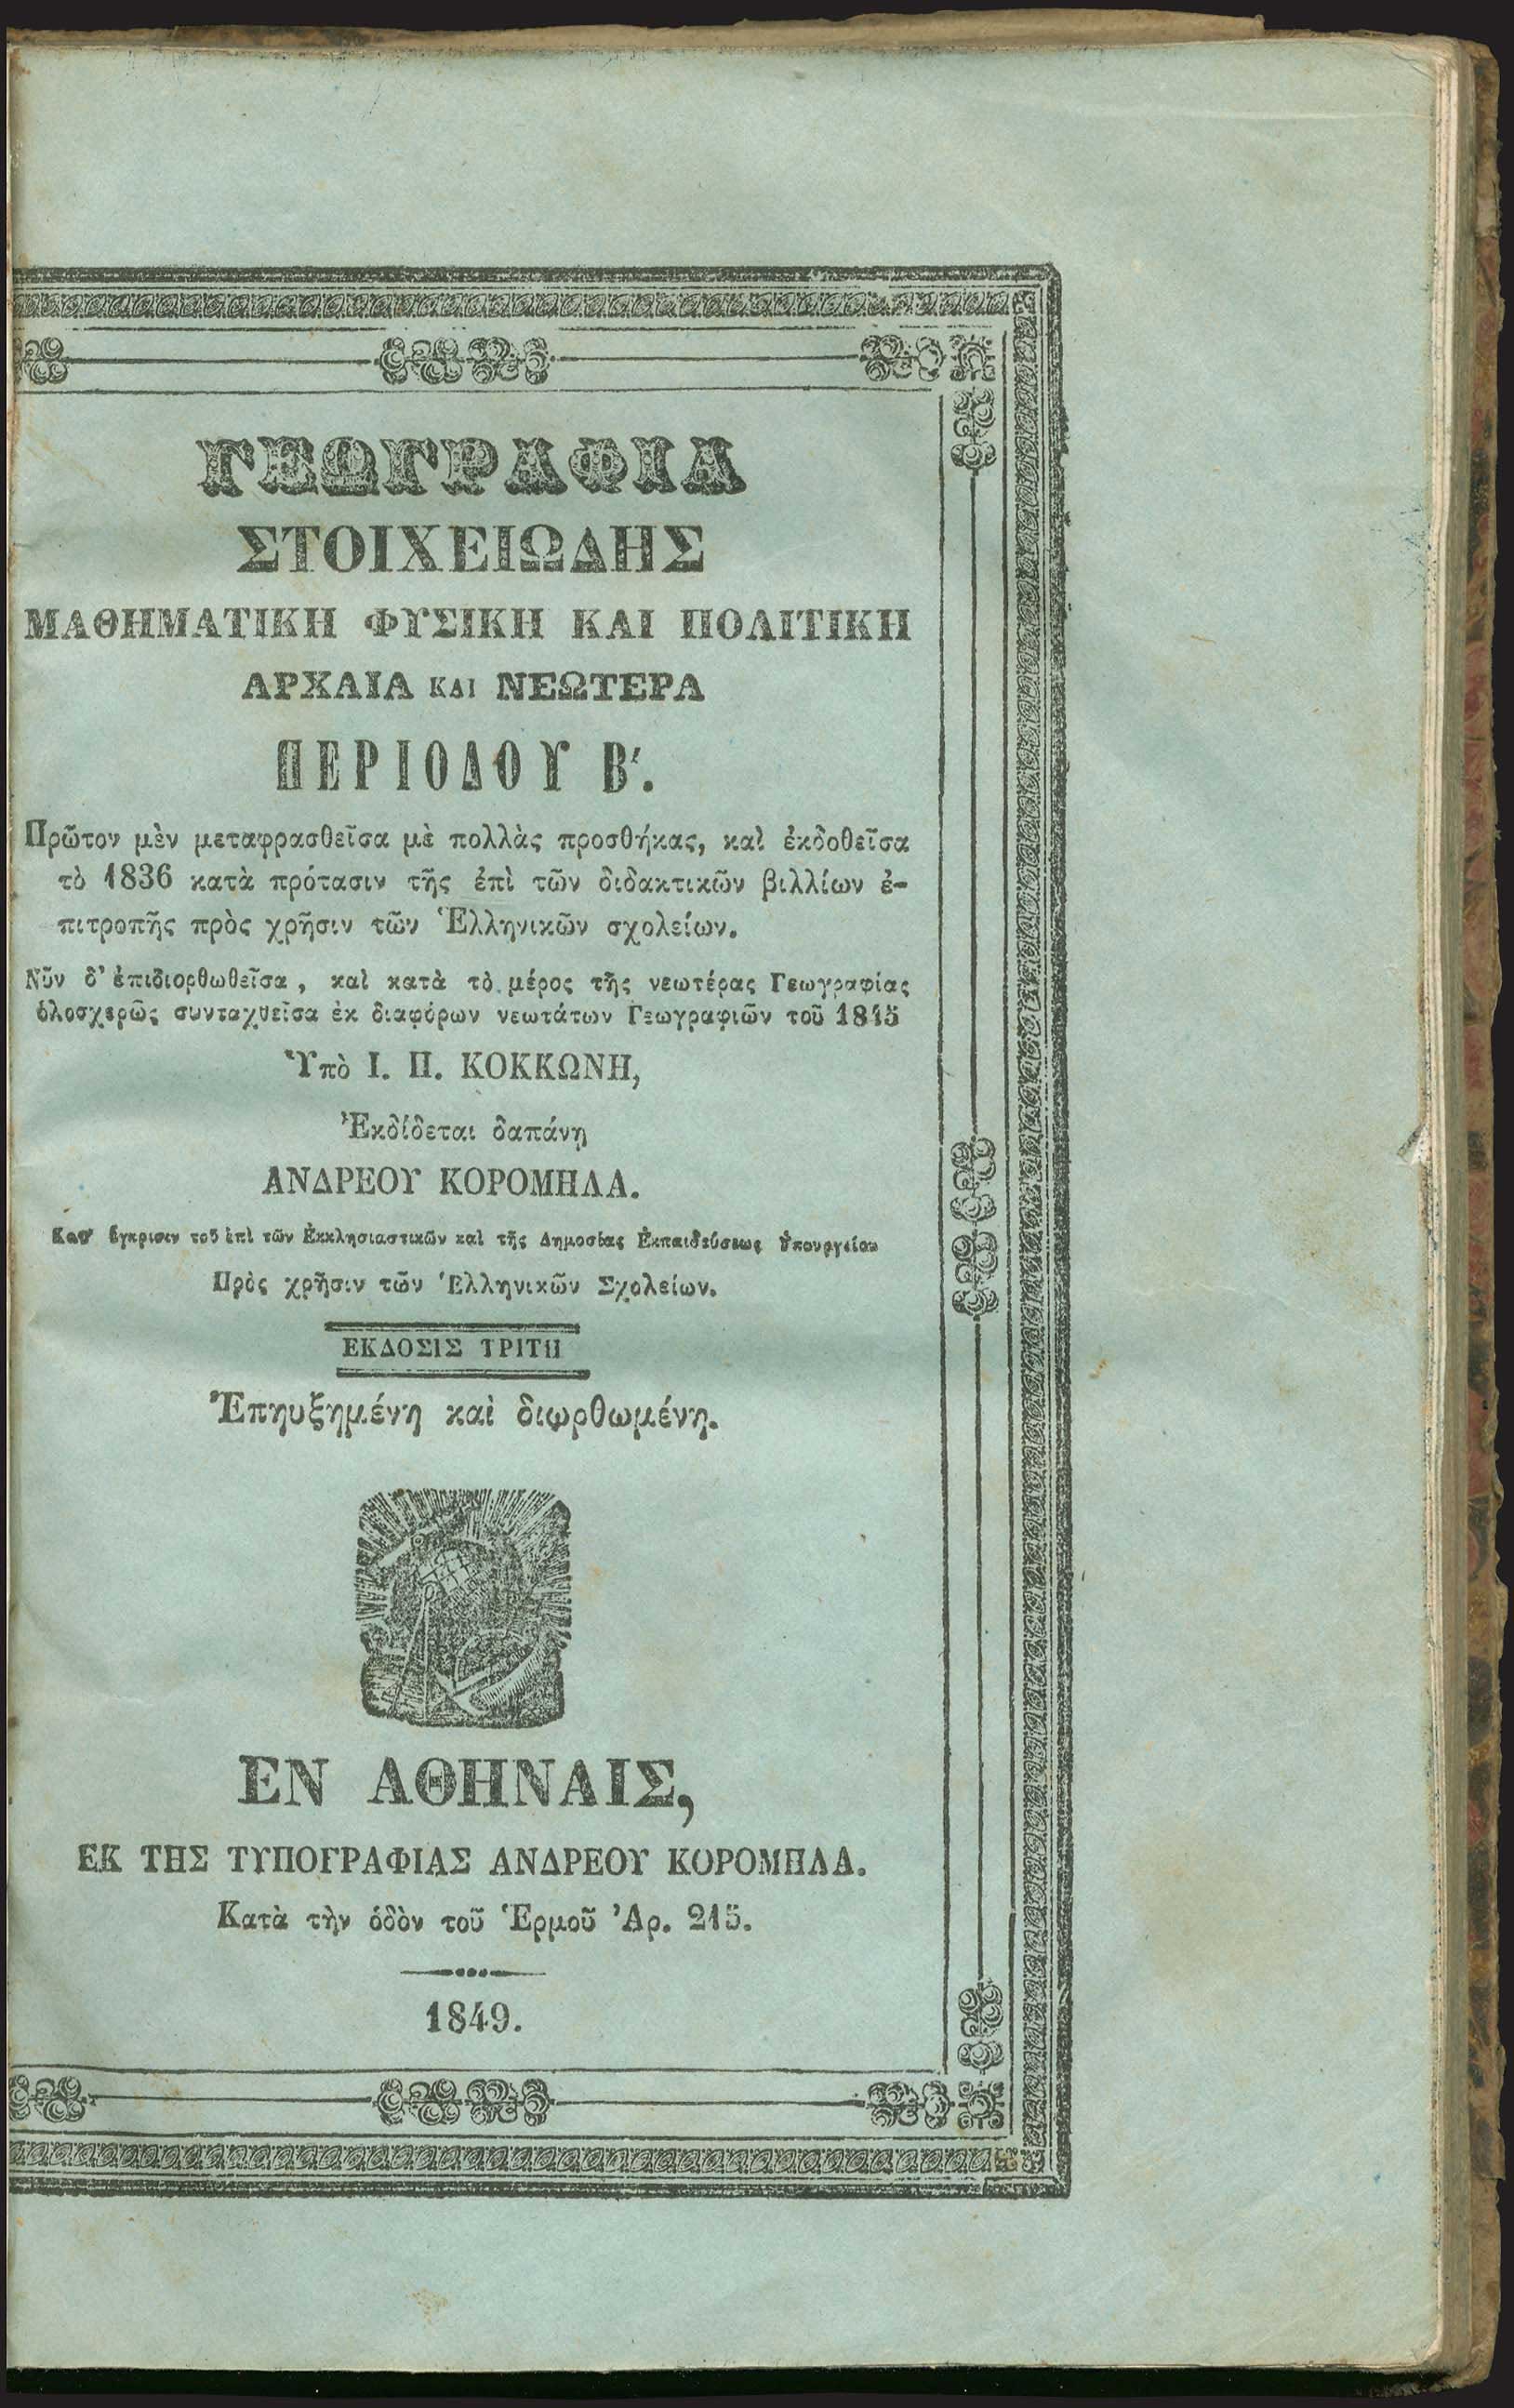 ΓΕΩΓΡΑΦΙΑ
ΣΤΟΙΧΕΙΩΔΗΣ
ΜΑΘΗΜΑΤΙΚΗ ΦΥΣΙΚΗ ΚΑΙ ΠΟΛΙΤΙΚΗ
ΑΡΧΑΙΑ ΚΑΙ ΝΕΩΤΕΡΑ
ΠΕΡΙΟΔΟΥ Β΄.
Πρῶτον μὲν μεταφρασθεῖσα μὲ πολλὰς προσθήκας, καὶ ἐκδοθεῖσα
τὸ 1836 κατὰ πρότασιν τῆς ἐπὶ τῶν διδακτικῶν βιλλίων ἐ-
πιτροπῆς πρὸς χρῆσιν τῶν Ἑλληνικῶν σχολείων.
Νῦν δ' ἐπιδιορθωθεῖσα, καὶ κατὰ τὸ μέρος τῆς νεωτέρας Γεωγραφίας
ὁλοσχερῶς συνταχθεῖσα ἐκ διαφόρων νεωτάτων Γεωγραφιῶν τοῦ 1845
Ὑπὸ Ι. Π. ΚΟΚΚΩΝΗ,
Ἐκδίδεται δαπάνῃ
ΑΝΔΡΕΟΥ ΚΟΡΟΜΗΛΑ.
Καθ' ἔγκρισιν τοῦ ἐπὶ τῶν Ἐκκλησιαστικῶν καὶ τῆς Δημοσίας Ἐκπαιδεύσεως Ὑπουργείου
Πρὸς χρῆσιν τῶν Ἑλληνικῶν Σχολείων.
ΕΚΔΟΣΙΣ ΤΡΙΤΗ
Ἐπηυξημένη καὶ διωρθωμένη.
ΕΝ ΑΘΗΝΑΙΣ,
ΕΚ ΤΗΣ ΤΥΠΟΓΡΑΦΙΑΣ ΑΝΔΡΕΟΥ ΚΟΡΟΜΗΛΑ.
Κατὰ τὴν ὁδὸν τοῦ Ἑρμοῦ Ἀρ. 215.
1849.